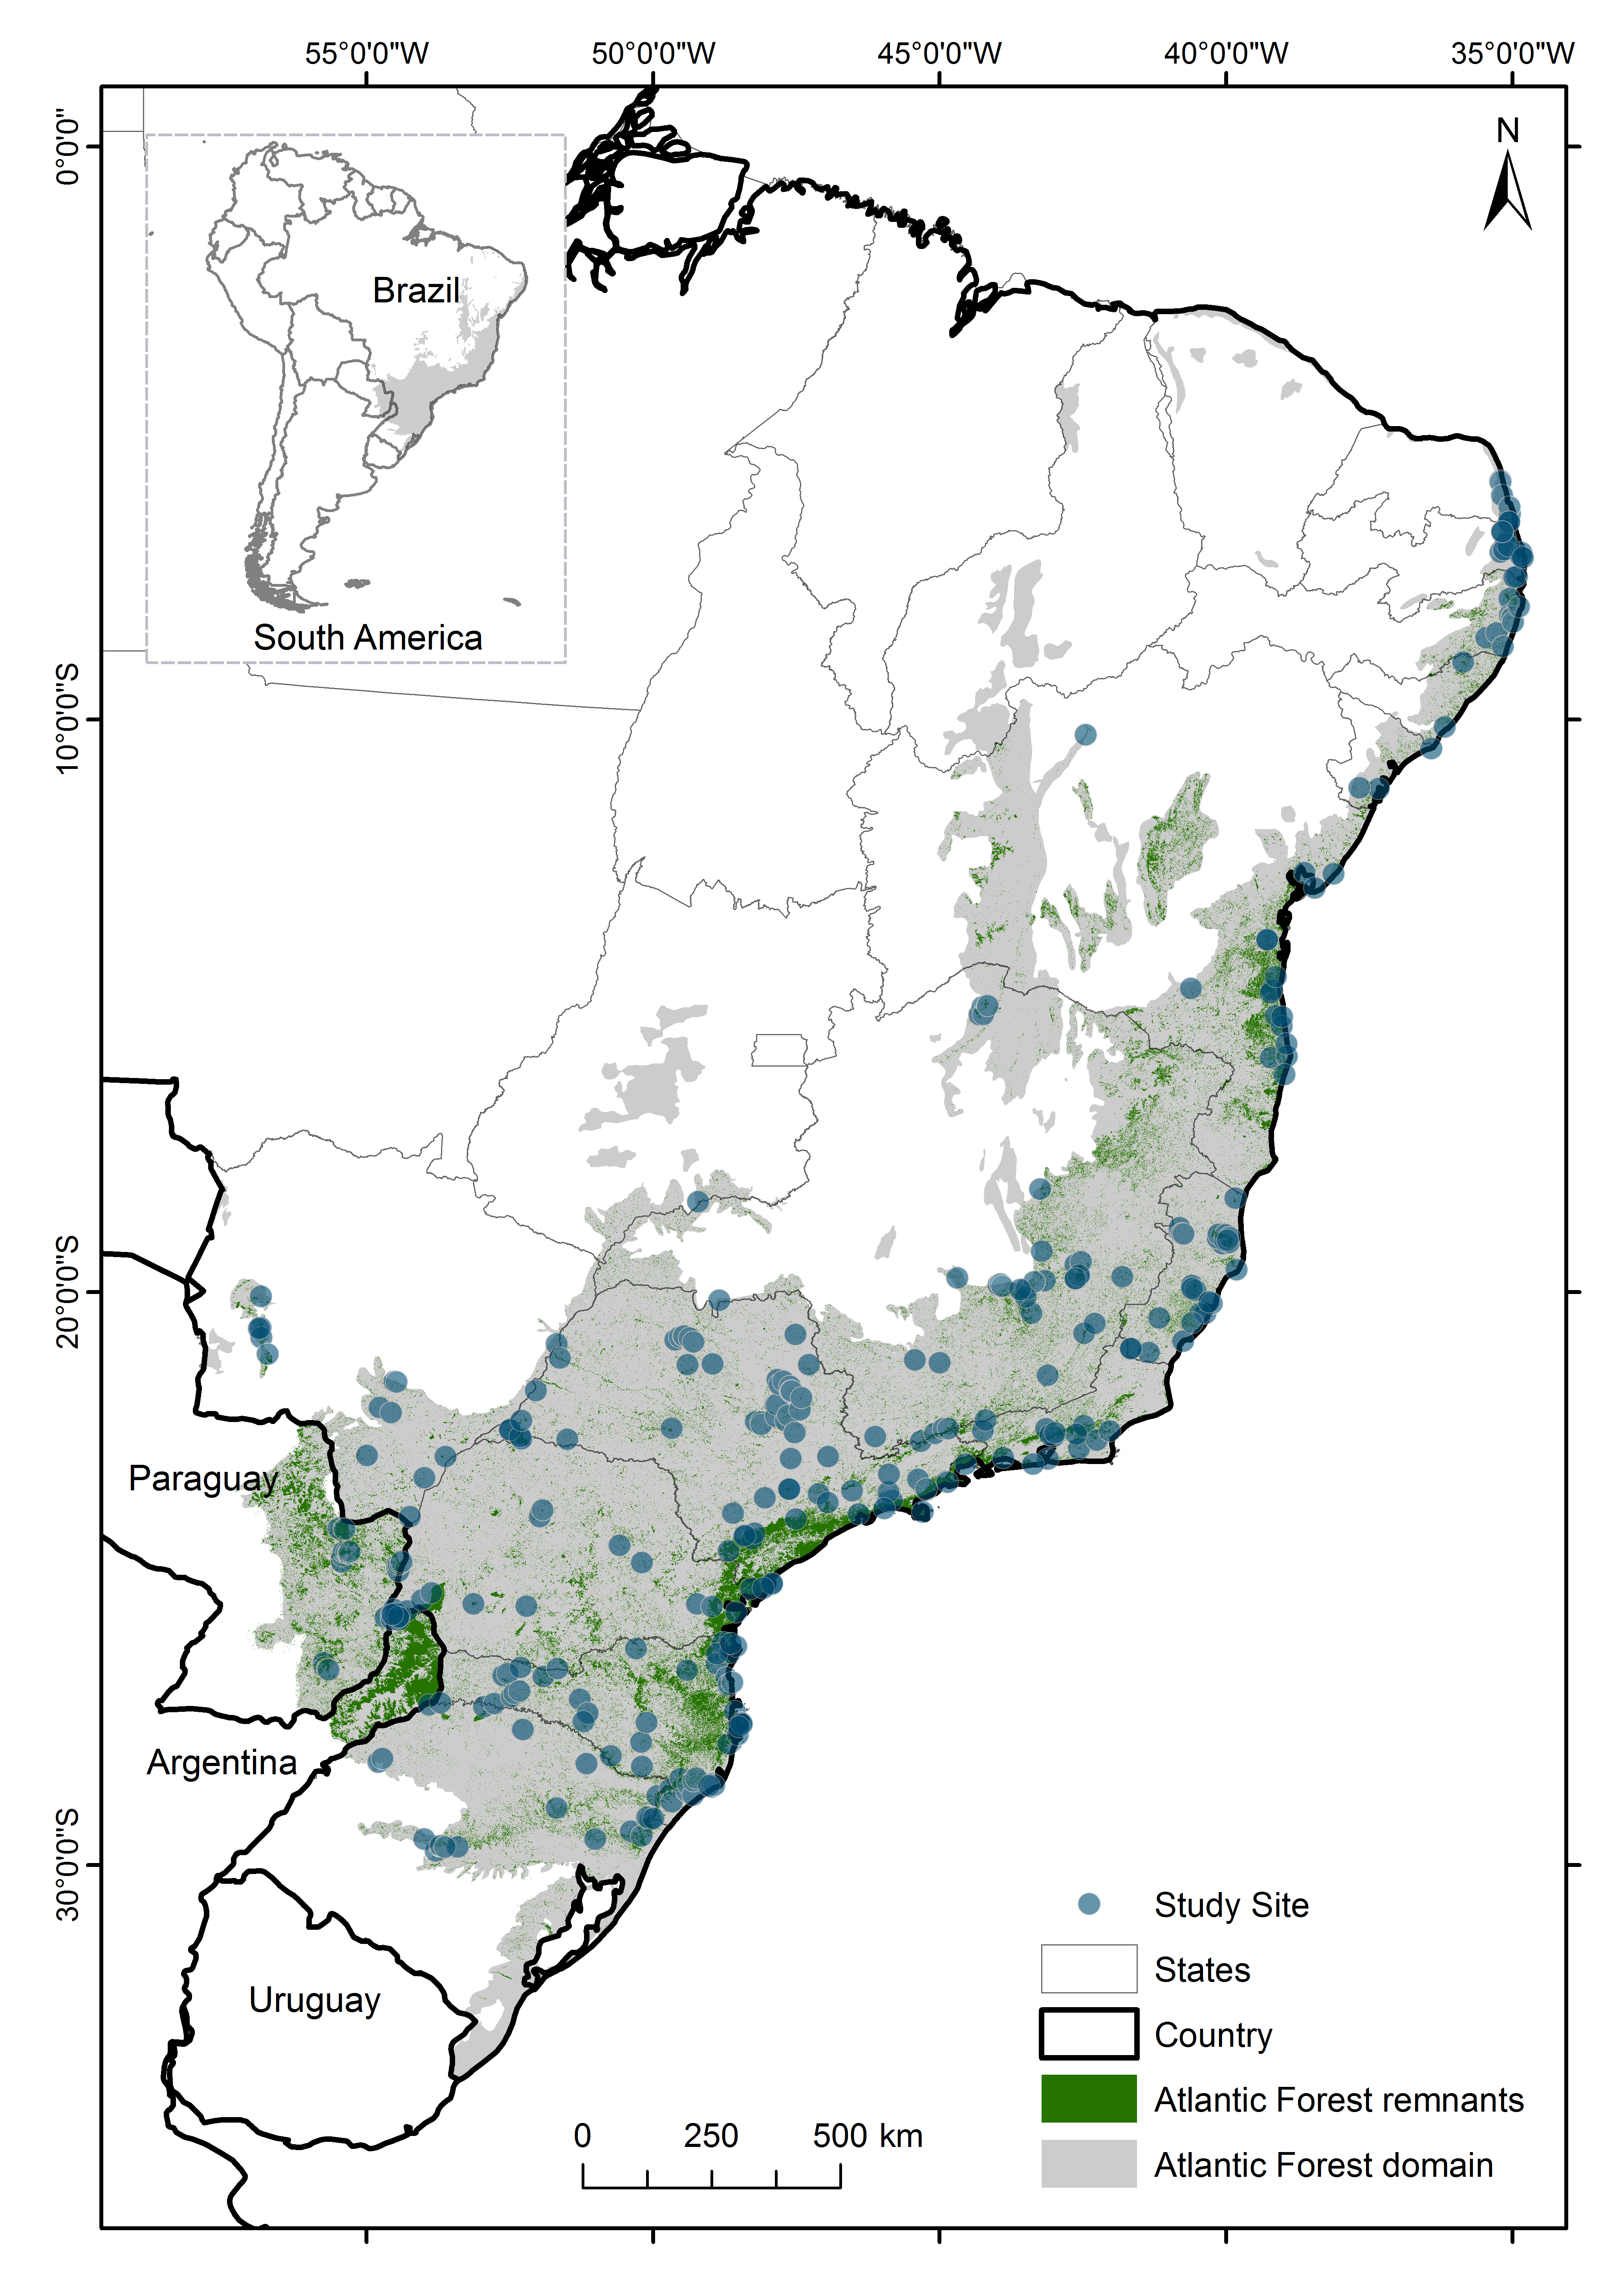 55°0'0"W 50°0'0"W 45°0'0"W 40°0'0"W 35°0'0"W
0°0'0"
N
Brazil
South America
10°0'0"S
20°0'0"S
Paraguay
Argentina
30°0'0"S
Uruguay
Study Site
States
Country
Atlantic Forest remnants
Atlantic Forest domain
0 250 500 km